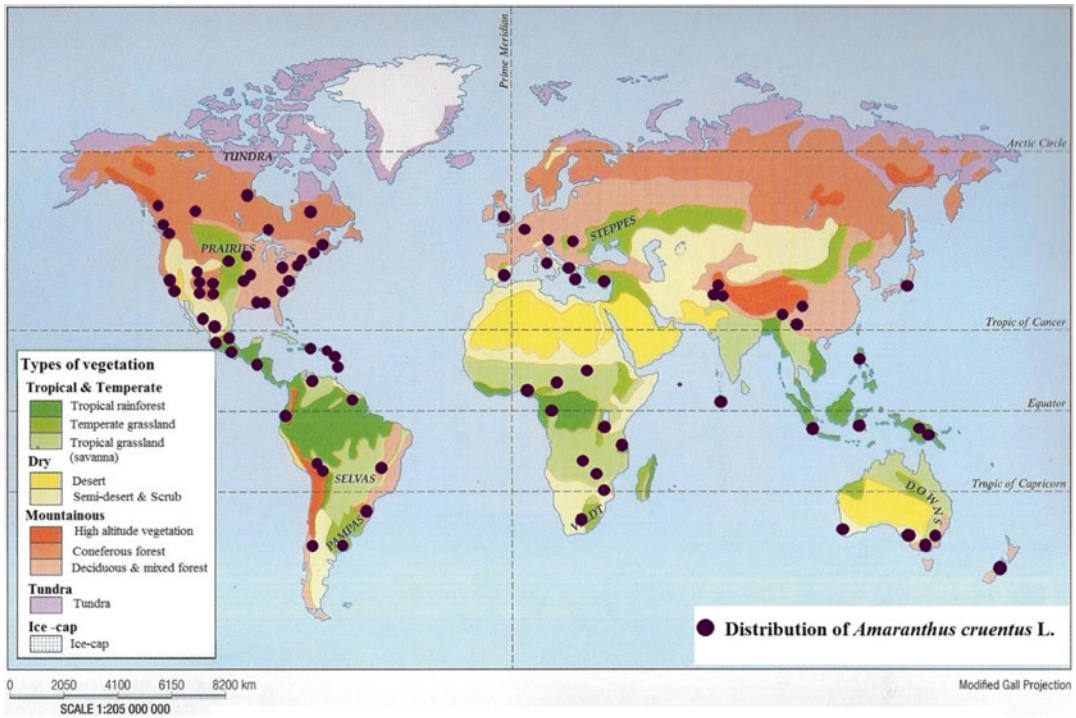 Prime Meridian
Arctic Circle
TUNDRA
PRAIRIES
STEPPES
Tropic of Cancer
Equator
SELVAS
Tropic of Capricorn
DOWNS
PAMPAS
Types of vegetation
Tropical & Temperate
Tropical rainforest
Temperate grassland
Tropical grassland
(savanna)
Dry
Desert
Semi-desert & Scrub
Mountainous
High altitude vegetation
Coneferous forest
Deciduous & mixed forest
Tundra
Tundra
Ice -cap
Ice-cap
Distribution of Amaranthus cruentus L.
0 2050 4100 6150 8200 km
SCALE 1:205 000 000
Modified Gall Projection